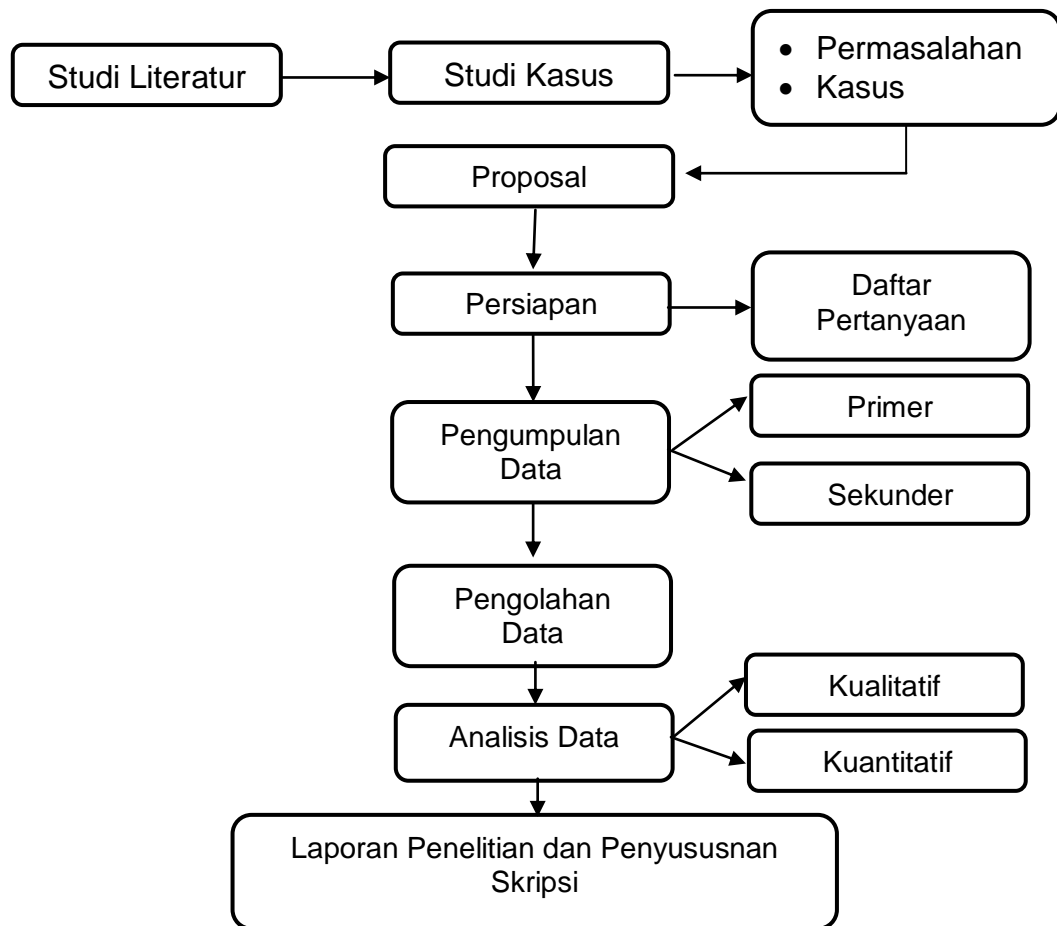 Studi Literatur
Studi Kasus
• Permasalahan
• Kasus
Proposal
Persiapan
Daftar
Pertanyaan
Pengumpulan
Data
Primer
Sekunder
Pengolahan
Data
Analisis Data
Kualitatif
Kuantitatif
Laporan Penelitian dan Penyususnan
Skripsi